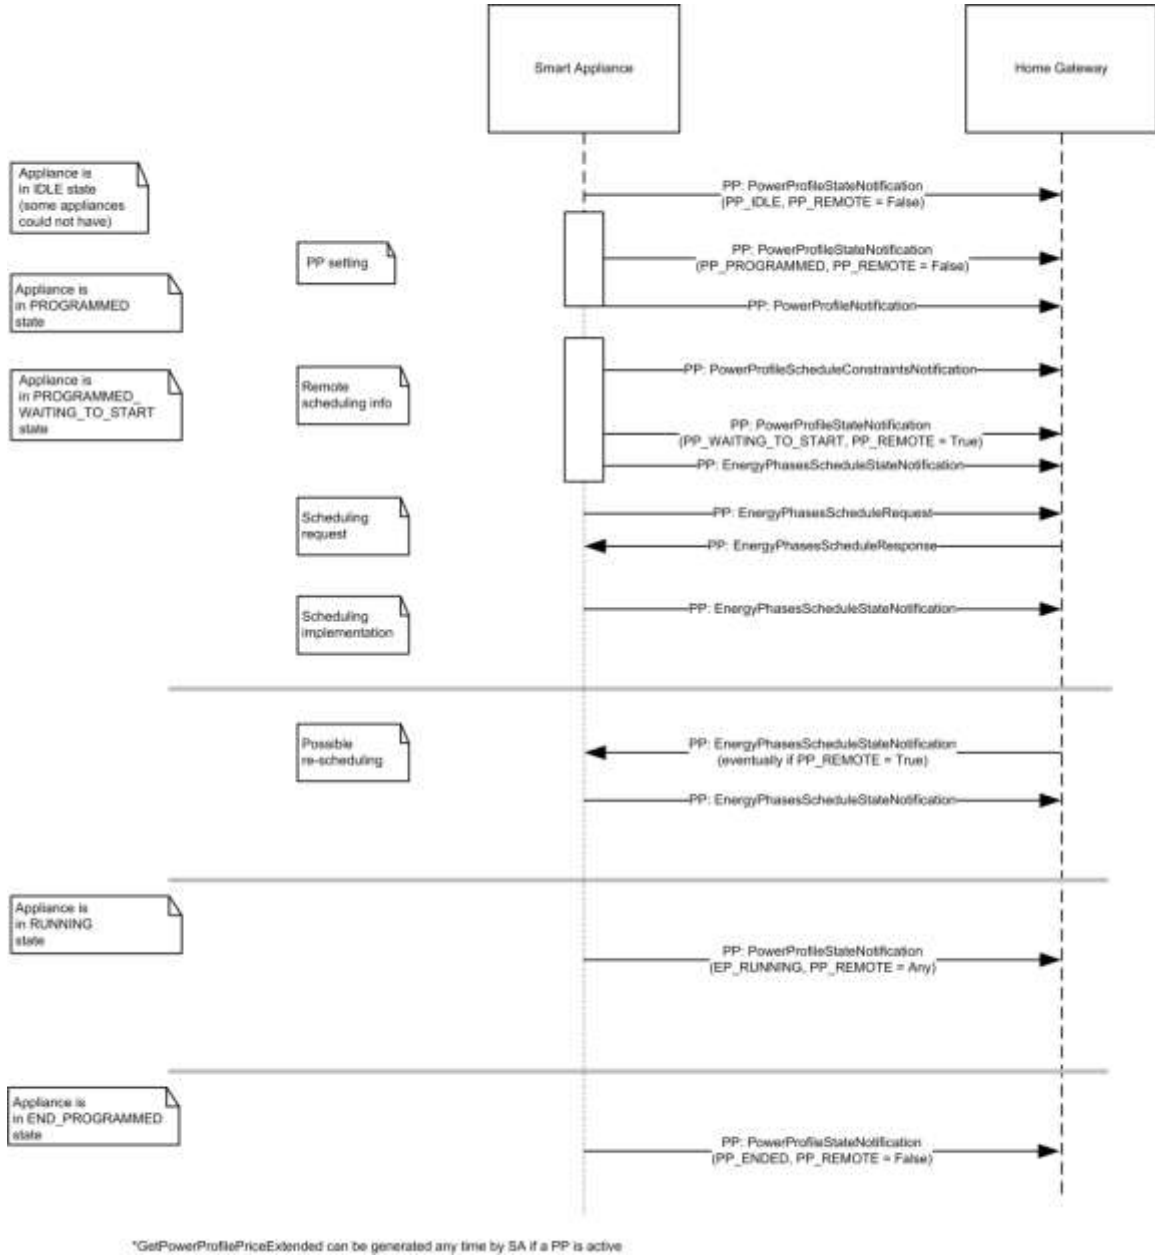 Smart Appliance
Home Gateway
Appliance is
in IDLE state
(some appliances
could not have)
PP: PowerProfileStateNotification
(PP_IDLE, PP_REMOTE = False)
PP setting
PP: PowerProfileStateNotification
(PP_PROGRAMMED, PP_REMOTE = False)
Appliance is
in PROGRAMMED
state
PP: PowerProfileNotification
Appliance is
in PROGRAMMED_
WAITING_TO_START
state
Remote
scheduling info
PP: PowerProfileScheduleConstraintsNotification
PP: PowerProfileStateNotification
(PP_WAITING_TO_START, PP_REMOTE = True)
PP: EnergyPhasesScheduleStateNotification
Scheduling
request
PP: EnergyPhasesScheduleRequest
PP: EnergyPhasesScheduleResponse
Scheduling
implementation
PP: EnergyPhasesScheduleStateNotification
Possible
re-scheduling
PP: EnergyPhasesScheduleStateNotification
(eventually if PP_REMOTE = True)
PP: EnergyPhasesScheduleStateNotification
Appliance is
in RUNNING
state
PP: PowerProfileStateNotification
(EP_RUNNING, PP_REMOTE = Any)
Appliance is
in END_PROGRAMMED
state
PP: PowerProfileStateNotification
(PP_ENDED, PP_REMOTE = False)
*GetPowerProfilePriceExtended can be generated any time by SA if a PP is active